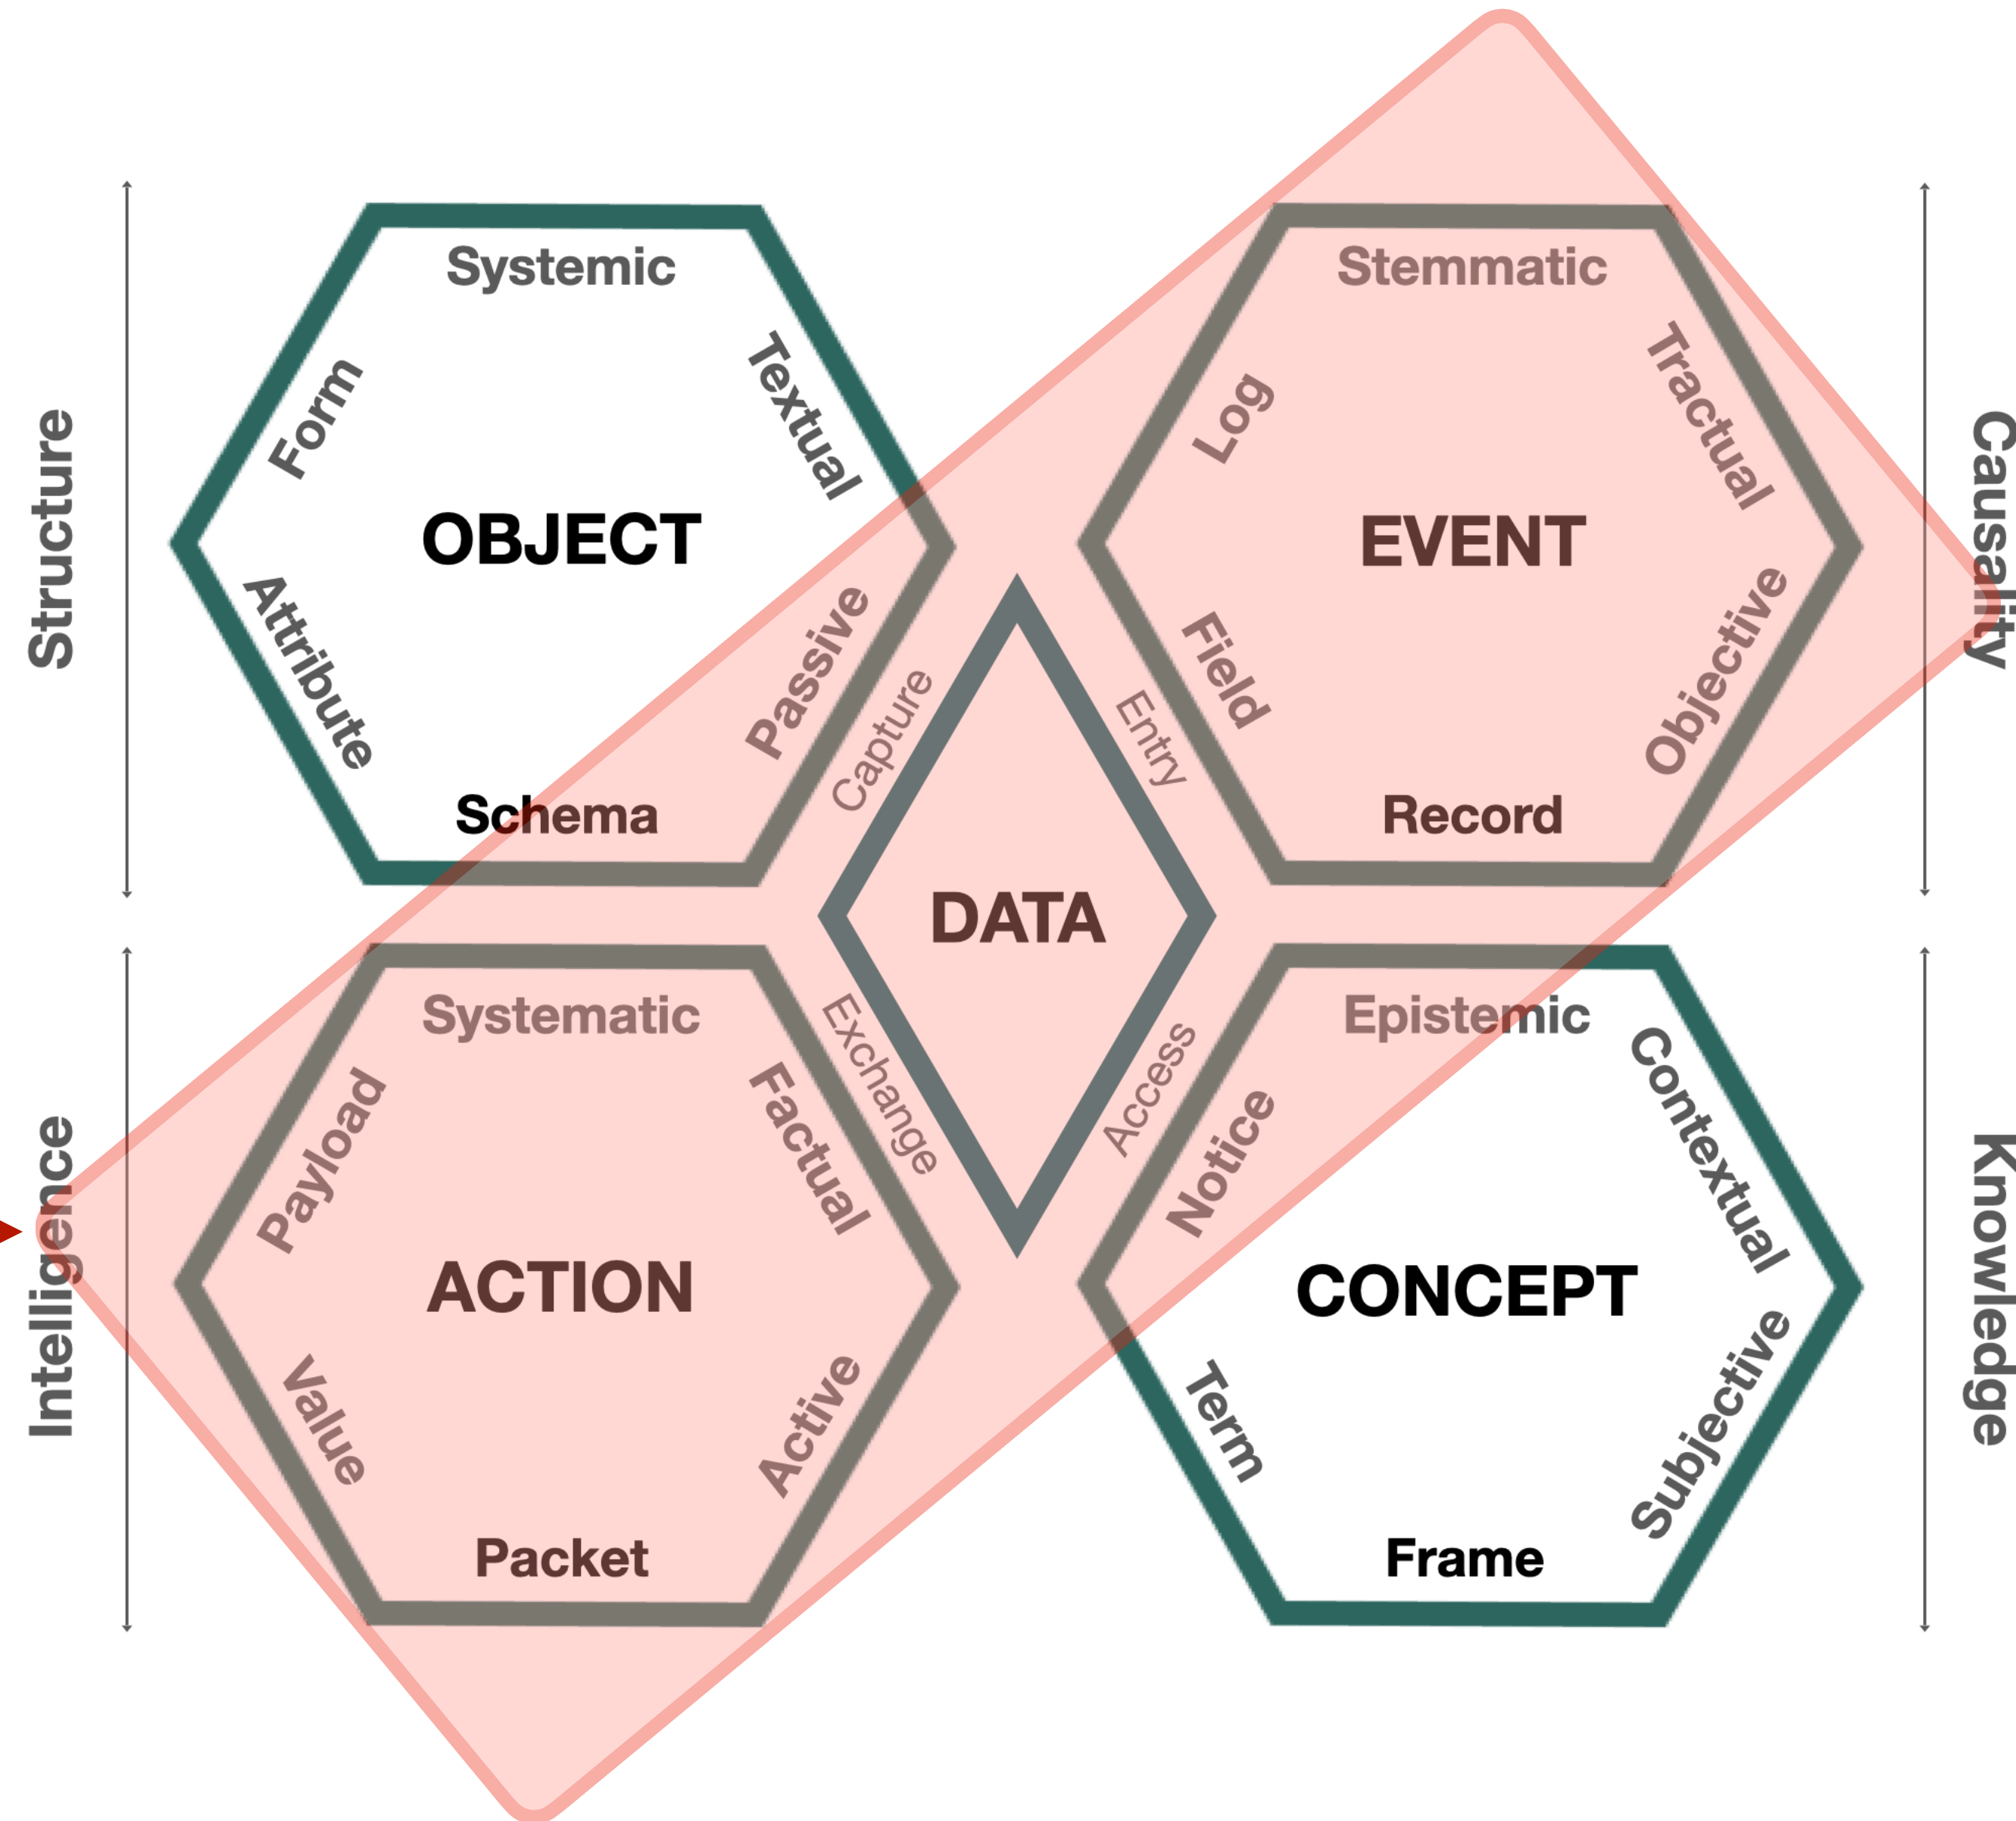 Structure
Systemic
Form
Textual
OBJECT
Attribute
Passive
Schema
Stemmatic
Log
Tractual
EVENT
Field
Objective
Record
Causality
Capture
Entry
DATA
Exchange
Access
Intelligence
Systematic
Payload
Factual
ACTION
Value
Active
Packet
Epistemic
Notice
Contextual
CONCEPT
Term
Subjective
Frame
Knowledge